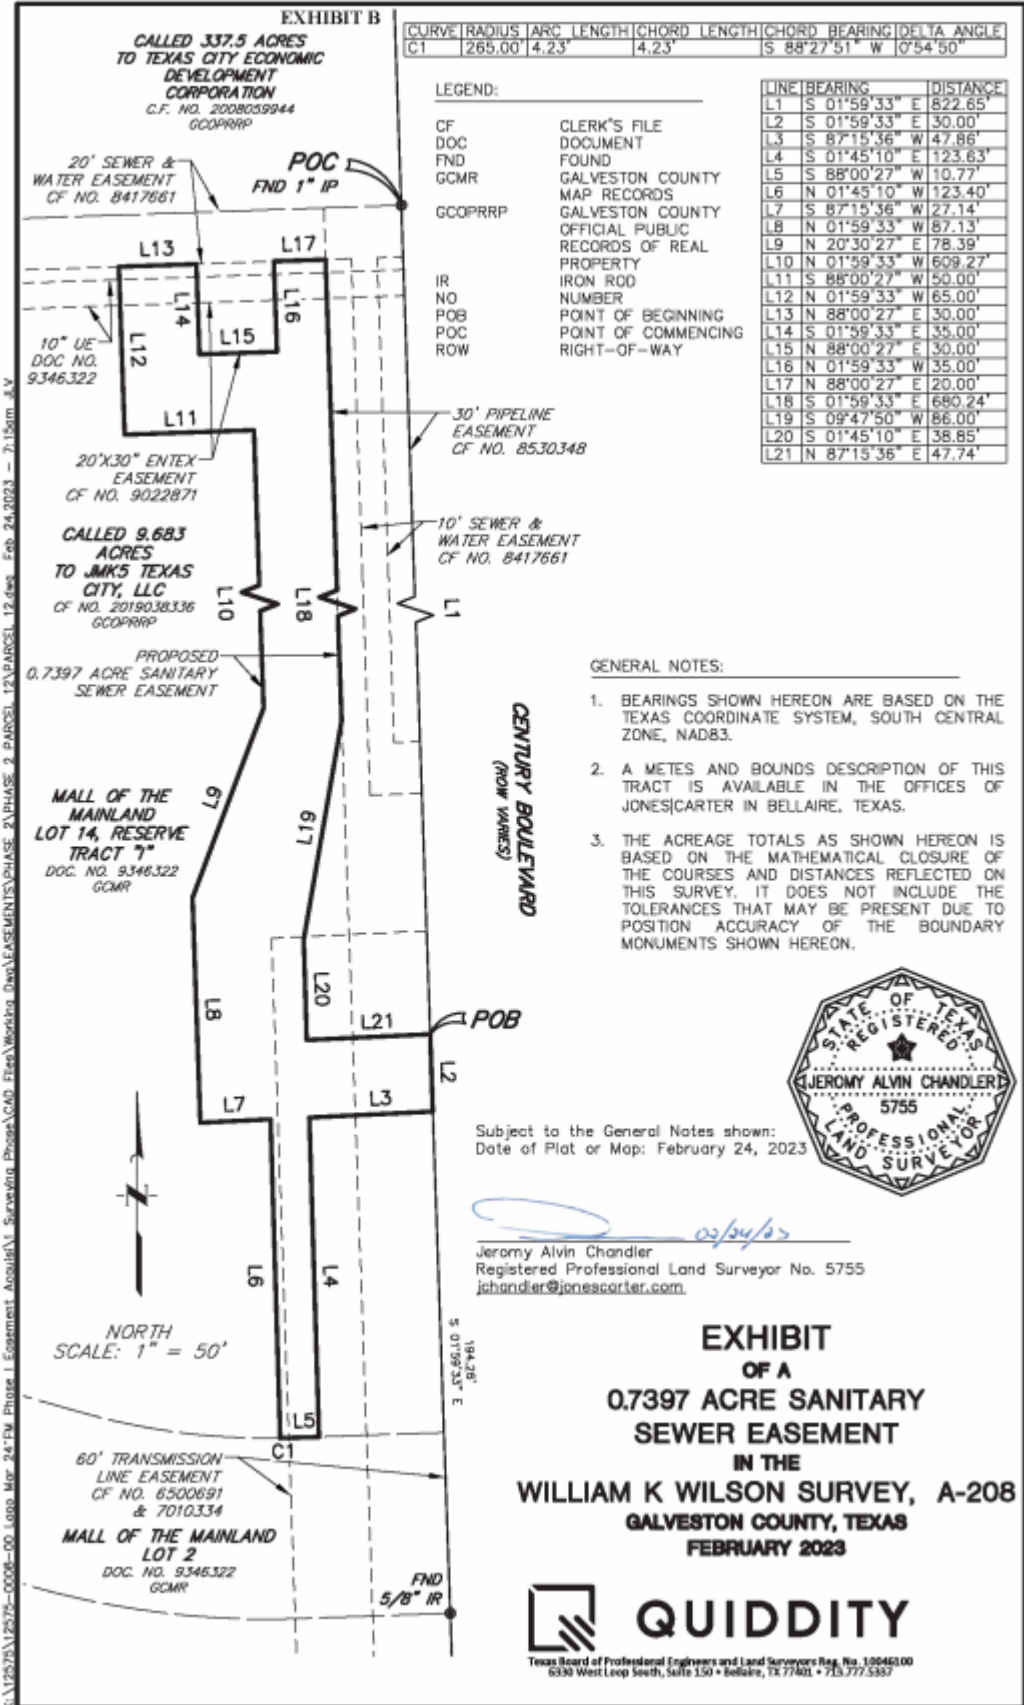 EXHIBIT B
CALLED 337.5 ACRES
TO TEXAS CITY ECONOMIC
DEVELOPMENT
CORPORATION
C.F. NO. 2008059944
GCOPRRP
CURVE RADIUS ARC LENGTH CHORD LENGTH CHORD BEARING DELTA ANGLE
C1 265.00' 4.23' 4.23' S 88°27'51" W 0°54'50"
LEGEND:
CF CLERK'S FILE
DOC DOCUMENT
FND FOUND
GCMR GALVESTON COUNTY
MAP RECORDS
GCOPRRP GALVESTON COUNTY
OFFICIAL PUBLIC
RECORDS OF REAL
PROPERTY
IR IRON ROD
NO NUMBER
POB POINT OF BEGINNING
POC POINT OF COMMENCING
ROW RIGHT-OF-WAY
LINE BEARING DISTANCE
L1 S 01°59'33" E 822.65'
L2 S 01°59'33" E 30.00'
L3 S 87°15'36" W 47.86'
L4 S 01°45'10" E 123.63'
L5 S 88°00'27" W 10.77'
L6 N 01°45'10" W 123.40'
L7 S 87°15'36" W 27.14'
L8 N 01°59'33" W 87.13'
L9 N 20°30'27" E 78.39'
L10 N 01°59'33" W 609.27'
L11 S 88°00'27" W 50.00'
L12 N 01°59'33" W 65.00'
L13 N 88°00'27" E 30.00'
L14 S 01°59'33" E 35.00'
L15 N 88°00'27" E 30.00'
L16 N 01°59'33" W 35.00'
L17 N 88°00'27" E 20.00'
L18 S 01°59'33" E 680.24'
L19 S 09°47'50" W 86.00'
L20 S 01°45'10" E 38.85'
L21 N 87°15'36" E 47.74'
20' SEWER &
WATER EASEMENT
CF NO. 8417661
POC
FND 1" IP
L13
L17
L14
L16
L12
L15
10" UE
DOC NO.
9346322
L11
20'X30" ENTEX
EASEMENT
CF NO. 9022871
30' PIPELINE
EASEMENT
CF NO. 8530348
10' SEWER &
WATER EASEMENT
CF NO. 8417661
CALLED 9.683
ACRES
TO JMK5 TEXAS
CITY, LLC
CF NO. 2019038336
GCOPRRP
L10
L18
L1
PROPOSED
0.7397 ACRE SANITARY
SEWER EASEMENT
CENTURY BOULEVARD
(ROW VARIES)
MALL OF THE
MAINLAND
LOT 14, RESERVE
TRACT "I"
DOC. NO. 9346322
GCMR
L9
L19
GENERAL NOTES:
1. BEARINGS SHOWN HEREON ARE BASED ON THE
TEXAS COORDINATE SYSTEM, SOUTH CENTRAL
ZONE, NAD83.
2. A METES AND BOUNDS DESCRIPTION OF THIS
TRACT IS AVAILABLE IN THE OFFICES OF
JONES|CARTER IN BELLAIRE, TEXAS.
3. THE ACREAGE TOTALS AS SHOWN HEREON IS
BASED ON THE MATHEMATICAL CLOSURE OF
THE COURSES AND DISTANCES REFLECTED ON
THIS SURVEY. IT DOES NOT INCLUDE THE
TOLERANCES THAT MAY BE PRESENT DUE TO
POSITION ACCURACY OF THE BOUNDARY
MONUMENTS SHOWN HEREON.
L8
L20
L21
POB
L2
L7
L3
STATE OF TEXAS
REGISTERED
JEROMY ALVIN CHANDLER
5755
PROFESSIONAL
LAND SURVEYOR
Subject to the General Notes shown:
Date of Plat or Map: February 24, 2023
02/24/23
Jeromy Alvin Chandler
Registered Professional Land Surveyor No. 5755
jchandler@jonescarter.com
L6
L4
NORTH
SCALE: 1" = 50'
194.26'
S 01°59'33" E
L5
C1
60' TRANSMISSION
LINE EASEMENT
CF NO. 6500691
& 7010334
MALL OF THE MAINLAND
LOT 2
DOC. NO. 9346322
GCMR
FND
5/8" IR
EXHIBIT
OF A
0.7397 ACRE SANITARY
SEWER EASEMENT
IN THE
WILLIAM K WILSON SURVEY, A-208
GALVESTON COUNTY, TEXAS
FEBRUARY 2023
QUIDDITY
Texas Board of Professional Engineers and Land Surveyors Reg. No. 10046100
6330 West Loop South, Suite 150 • Bellaire, TX 77401 • 713.777.5337